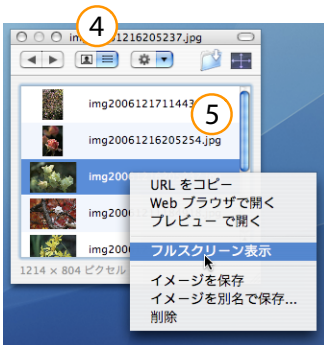 4
im 1216205237.jpg
img2006121711443
5
img20061216205254.jpg
img200
URL をコピー
Web ブラウザで開く
プレビュー で開く
img200
フルスクリーン表示
img200
イメージを保存
1214 × 804 ピクセル
イメージを別名で保存...
削除